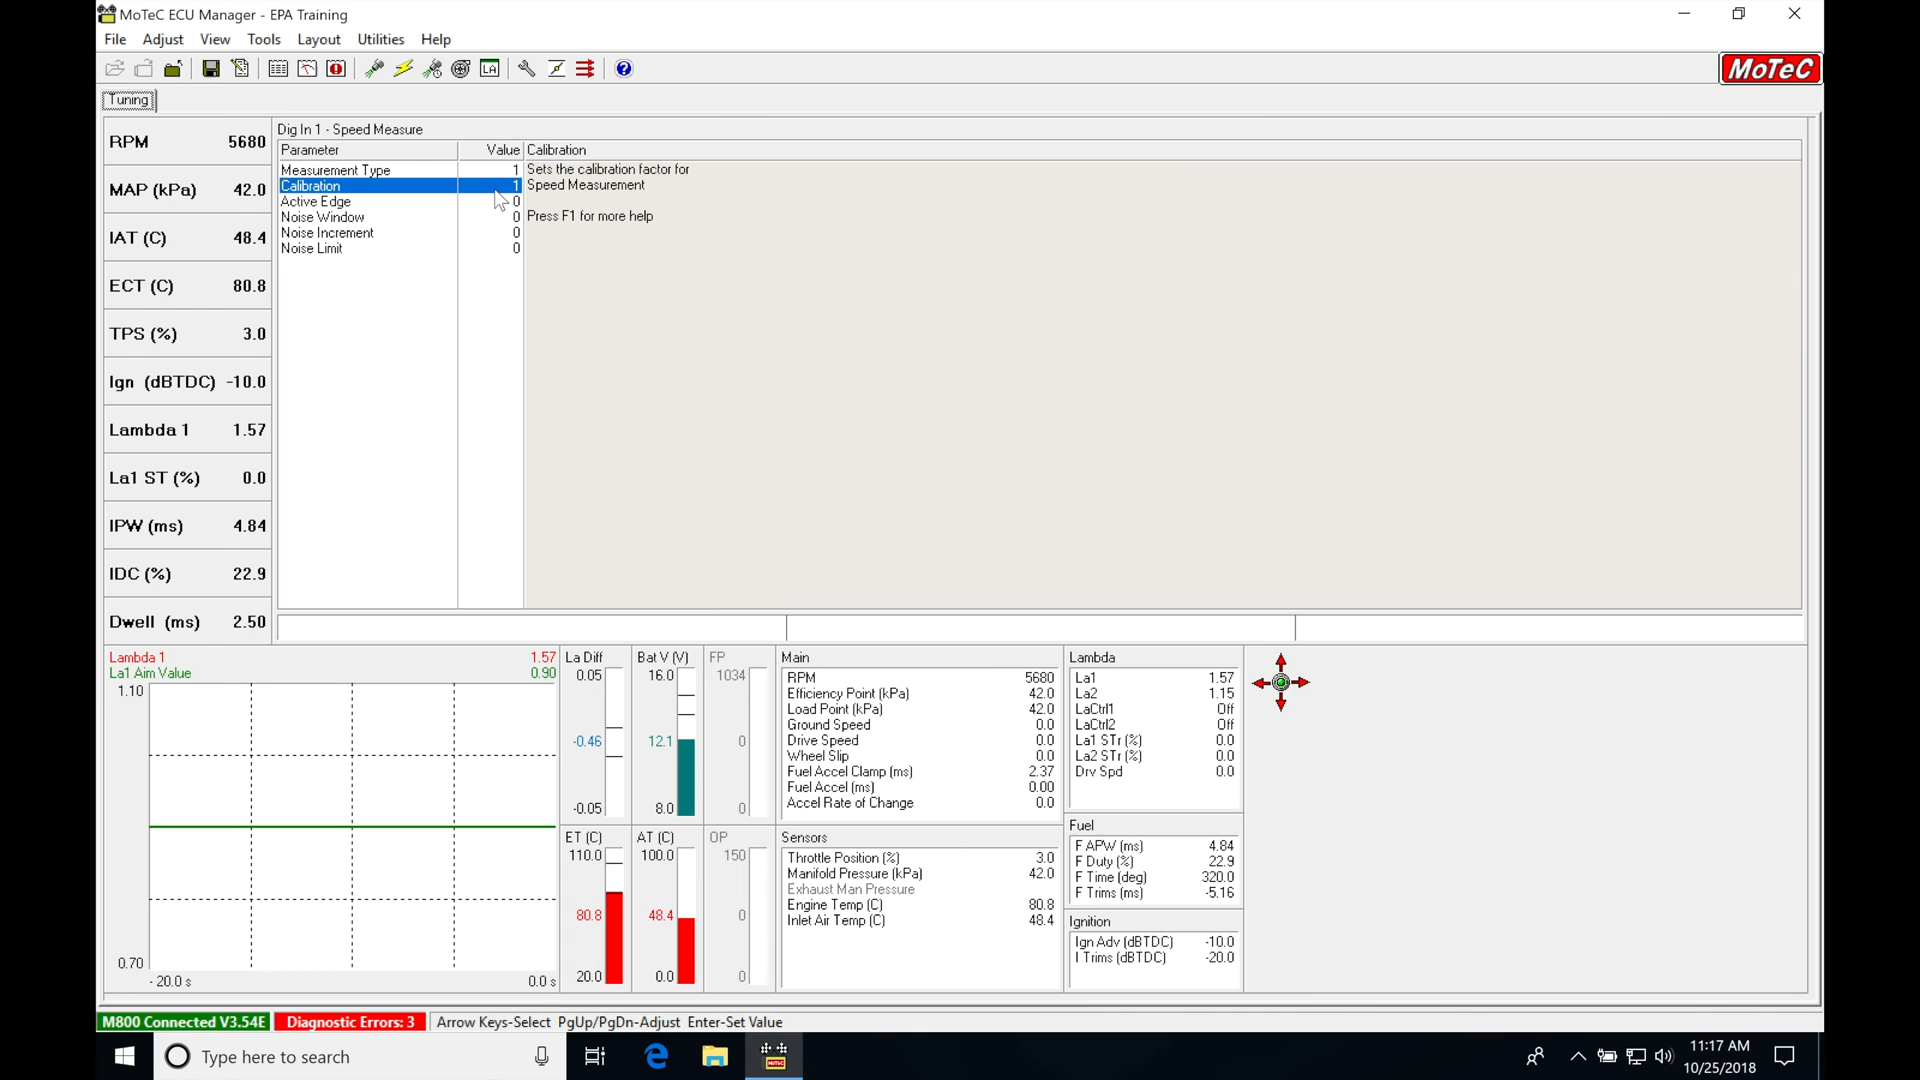 MoTeC ECU Manager - EPA Training
File Adjust View Tools Layout Utilities Help
LA
MoTeC
Tuning
RPM 5680
MAP (kPa) 42.0
IAT (C) 48.4
ECT (C) 80.8
TPS (%) 3.0
Ign (dBTDC) -10.0
Lambda 1 1.57
La1 ST (%) 0.0
IPW (ms) 4.84
IDC (%) 22.9
Dwell (ms) 2.50
Dig In 1 - Speed Measure
Parameter Value Calibration
Measurement Type 1 Sets the calibration factor for
Calibration 1 Speed Measurement
Active Edge 0
Noise Window 0 Press F1 for more help
Noise Increment 0
Noise Limit 0
Lambda 1 1.57
La1 Aim Value 0.90
1.10
0.70
- 20.0 s 0.0 s
La Diff
0.05
-0.46
-0.05
Bat V (V)
16.0
12.1
8.0
FP
1034
0
0
ET (C)
110.0
80.8
20.0
AT (C)
100.0
48.4
0.0
OP
150
0
0
Main
RPM 5680
Efficiency Point (kPa) 42.0
Load Point (kPa) 42.0
Ground Speed 0.0
Drive Speed 0.0
Wheel Slip 0.0
Fuel Accel Clamp (ms) 2.37
Fuel Accel (ms) 0.00
Accel Rate of Change 0.0
Sensors
Throttle Position (%) 3.0
Manifold Pressure (kPa) 42.0
Exhaust Man Pressure
Engine Temp (C) 80.8
Inlet Air Temp (C) 48.4
Lambda
La1 1.57
La2 1.15
LaCtrl1 Off
LaCtrl2 Off
La1 STr (%) 0.0
La2 STr (%) 0.0
Drv Spd 0.0
Fuel
F APW (ms) 4.84
F Duty (%) 22.9
F Time (deg) 320.0
F Trims (ms) -5.16
Ignition
Ign Adv (dBTDC) -10.0
I Trims (dBTDC) -20.0
M800 Connected V3.54E Diagnostic Errors: 3 Arrow Keys-Select PgUp/PgDn-Adjust Enter-Set Value
Type here to search
11:17 AM
10/25/2018